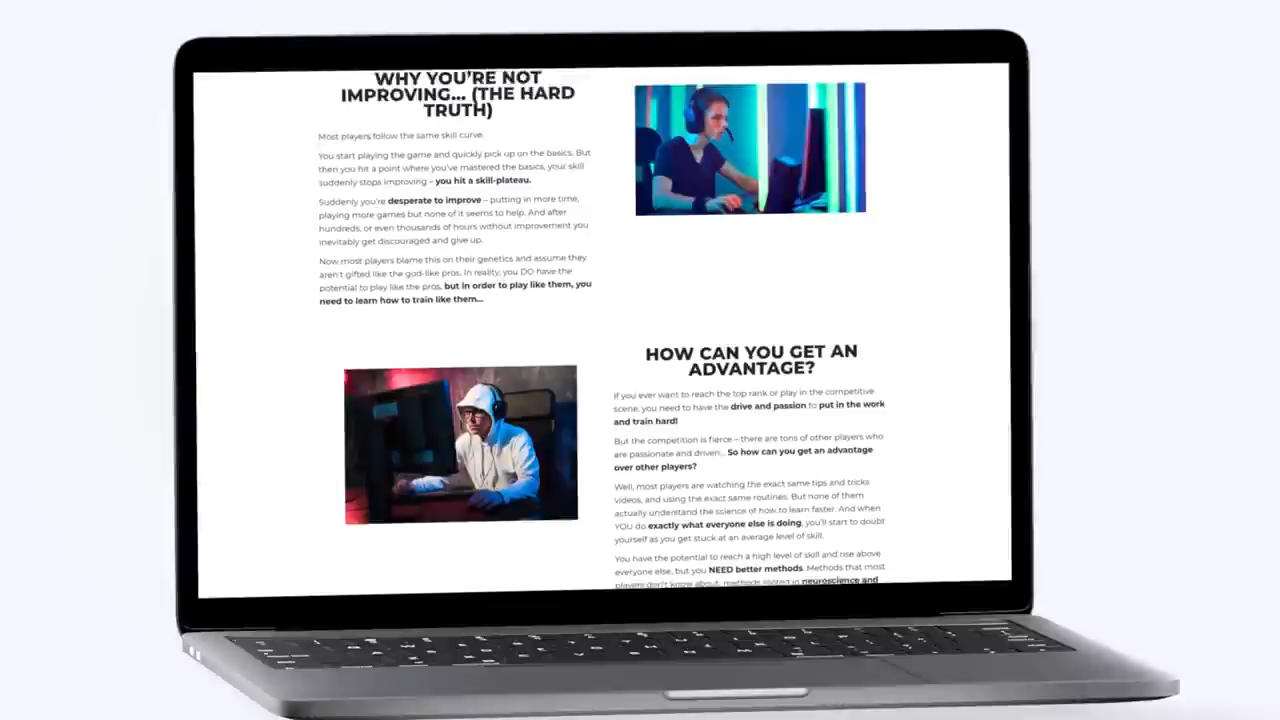 WHY YOU'RE NOT
IMPROVING... (THE HARD
TRUTH)
Most players follow the same skill curve.
You start playing the game and quickly pick up on the basics. But
then you hit a point where you've mastered the basics, your skill
suddenly stops improving – you hit a skill-plateau.
Suddenly you're desperate to improve – putting in more time,
playing more games but none of it seems to help. And after
hundreds, or even thousands of hours without improvement you
inevitably get discouraged and give up.
Now most players blame this on their genetics and assume they
aren't gifted like the god-like pros. In reality, you DO have the
potential to play like the pros, but in order to play like them, you
need to learn how to train like them...
HOW CAN YOU GET AN
ADVANTAGE?
If you ever want to reach the top rank or play in the competitive
scene, you need to have the drive and passion to put in the work
and train hard!
But the competition is fierce – there are tons of other players who
are passionate and driven... So how can you get an advantage
over other players?
Well, most players are watching the exact same tips and tricks
videos, and using the exact same routines. But none of them
actually understand the science of how to learn faster. And when
YOU do exactly what everyone else is doing, you'll start to doubt
yourself as you get stuck at an average level of skill.
You have the potential to reach a high level of skill and rise above
everyone else, but you NEED better methods. Methods that most
players don't know about, methods rooted in neuroscience and